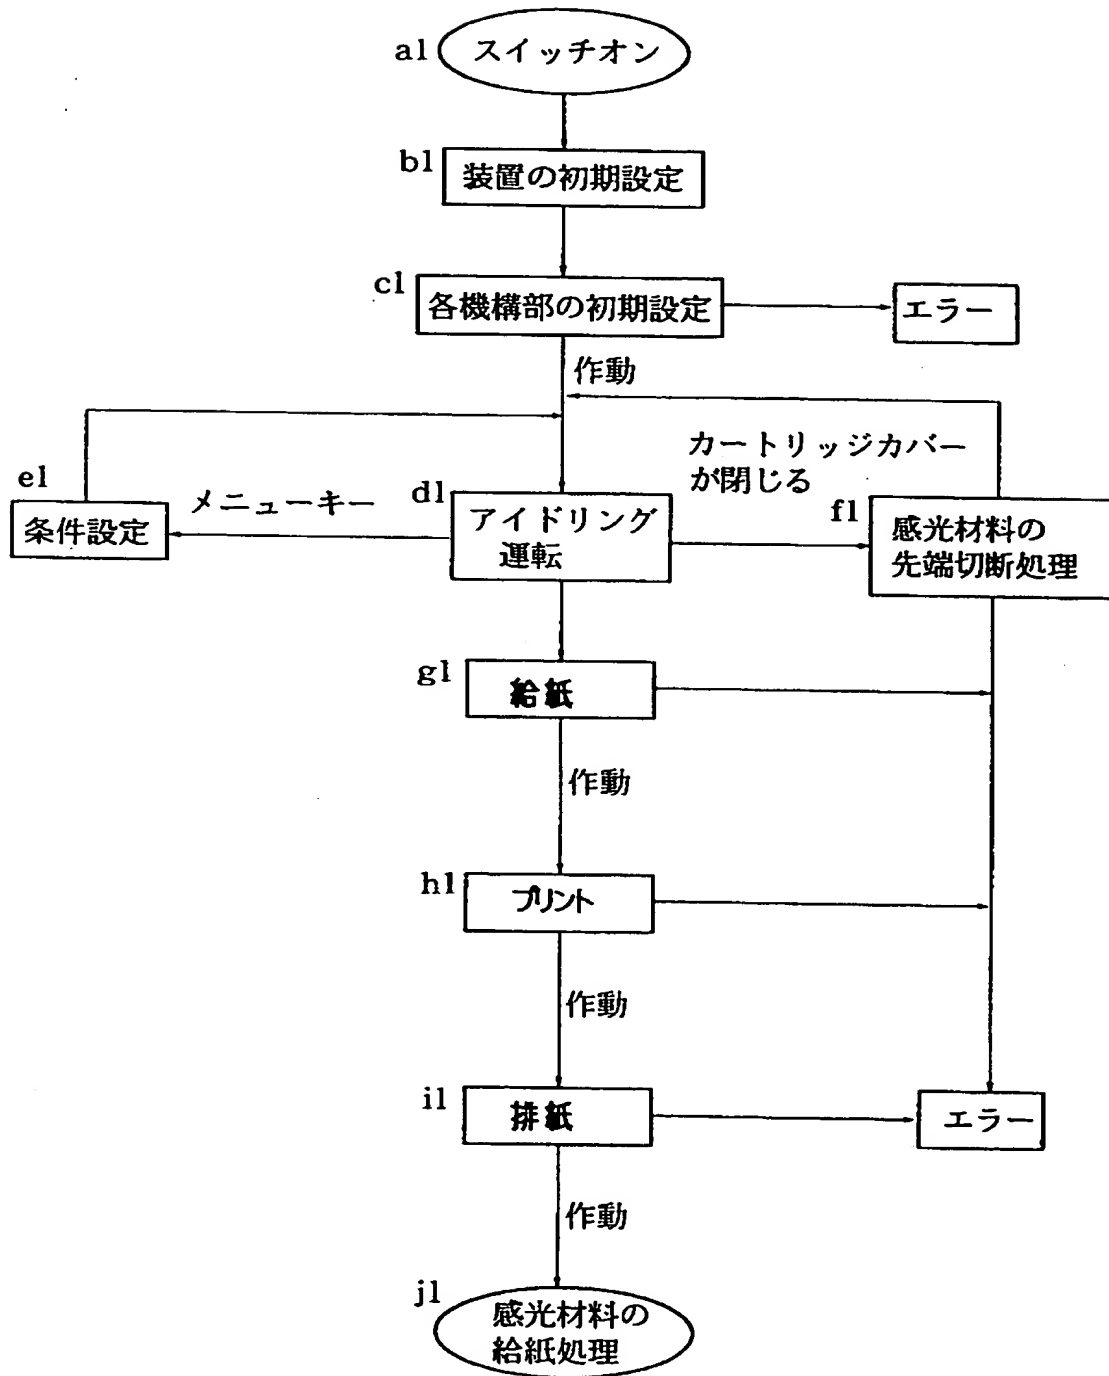 a1 スイッチオン
b1 装置の初期設定
c1 各機構部の初期設定
エラー
作動
カートリッジカバー
が閉じる
e1
条件設定
メニューキー
d1 アイドリング
運転
f1 感光材料の
先端切断処理
g1 給紙
作動
h1 プリント
作動
i1 排紙
エラー
作動
j1 感光材料の
給紙処理